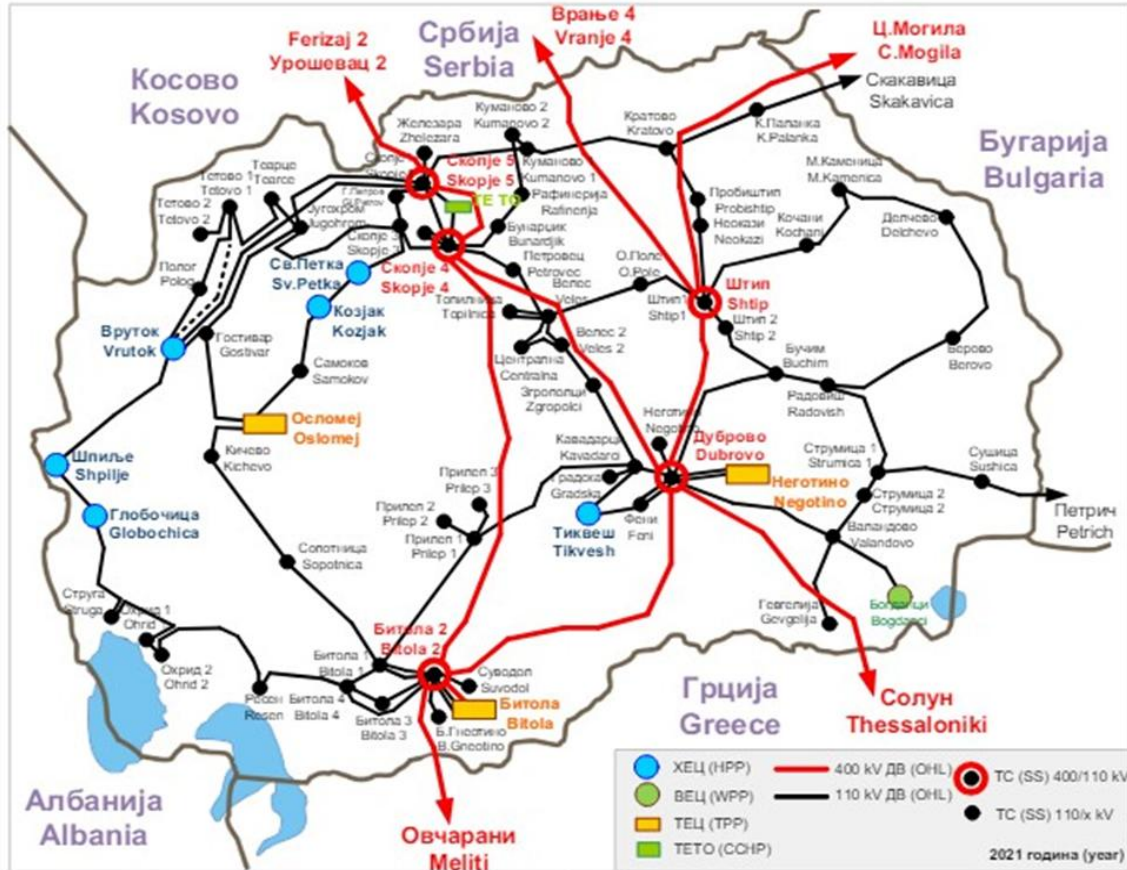 Врање 4
Vranje 4
Ц.Могила
C.Mogila
Ferizaj 2
Урошевац 2
Србија
Serbia
Скакавица
Skakavica
Косово
Kosovo
Бугарија
Bulgaria
Куманово 2
Kumanovo 2
Железара
Zhelezara
Кратово
Kratovo
К.Паланка
K.Palanka
Скопје 5
Skopje 5
Куманово 1
Kumanovo 1
Рафинерија
Rafinerija
М.Каменица
M.Kamenica
Теарце
Tearce
Тетово 1
Tetovo 1
Тетово 2
Tetovo 2
Југохром
Jugohrom
ТЕ ТО
Пробиштип
Probishtip
Неокази
Neokazi
Кочани
Kochani
Делчево
Delchevo
Бунарџик
Bunardjik
Петровец
Petrovec
Скопје 3
Skopje 3
Скопје 4
Skopje 4
Св.Петка
Sv.Petka
Полог
Polog
О.Поле
O.Pole
Велес
Veles
Штип
Shtip
Штип1
Shtip1
Штип 2
Shtip 2
Козјак
Kozjak
Топилница
Topilnica
Вруток
Vrutok
Гостивар
Gostivar
Велес 2
Veles 2
Централна
Centralna
Бучим
Buchim
Берово
Berovo
Самоков
Samokov
Згрополци
Zgropolci
Радовиш
Radovish
Осломеј
Oslomej
Неготино
Negotino
Дуброво
Dubrovo
Кичево
Kichevo
Шпиље
Shpilje
Кавадарци
Kavadarci
Струмица 1
Strumica 1
Сушица
Sushica
Прилеп 3
Prilep 3
Градска
Gradska
Неготино
Negotino
Струмица 2
Струмица 2
Петрич
Petrich
Глобочица
Globochica
Прилеп 2
Prilep 2
Прилеп 1
Prilep 1
Тиквеш
Tikvesh
Фени
Feni
Валандово
Valandovo
Сопотница
Sopotnica
Струга
Struga
Охрид 1
Ohrid
Гевгелија
Gevgelija
Богданци
Bogdanci
Охрид 2
Ohrid 2
Битола 2
Bitola 2
Битола 1
Bitola 1
Суводол
Suvodol
Ресен
Resen
Битола 4
Bitola 4
Битола 3
Bitola 3
Битола
Bitola
Б.Гнеотино
B.Gneotino
Грција
Greece
Солун
Thessaloniki
Албанија
Albania
Овчарани
Meliti
ХЕЦ (HPP)
400 kV ДВ (OHL)
ТС (SS) 400/110 kV
ВЕЦ (WPP)
110 kV ДВ (OHL)
ТЕЦ (TPP)
ТС (SS) 110/x kV
ТЕТО (CCHP)
2021 година (year)